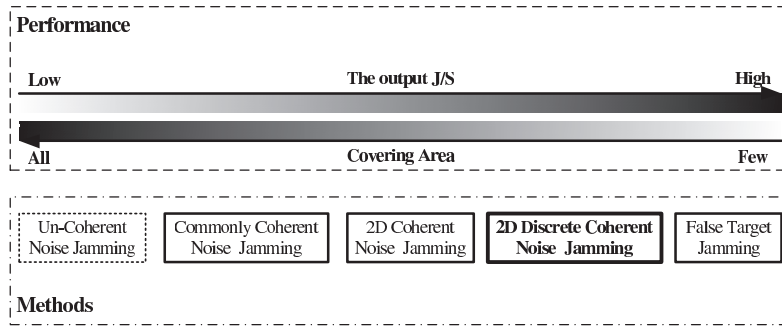 Performance
Low The output J/S High
All Covering Area Few
Un-Coherent Noise Jamming
Commonly Coherent Noise Jamming
2D Coherent Noise Jamming
2D Discrete Coherent Noise Jamming
False Target Jamming
Methods